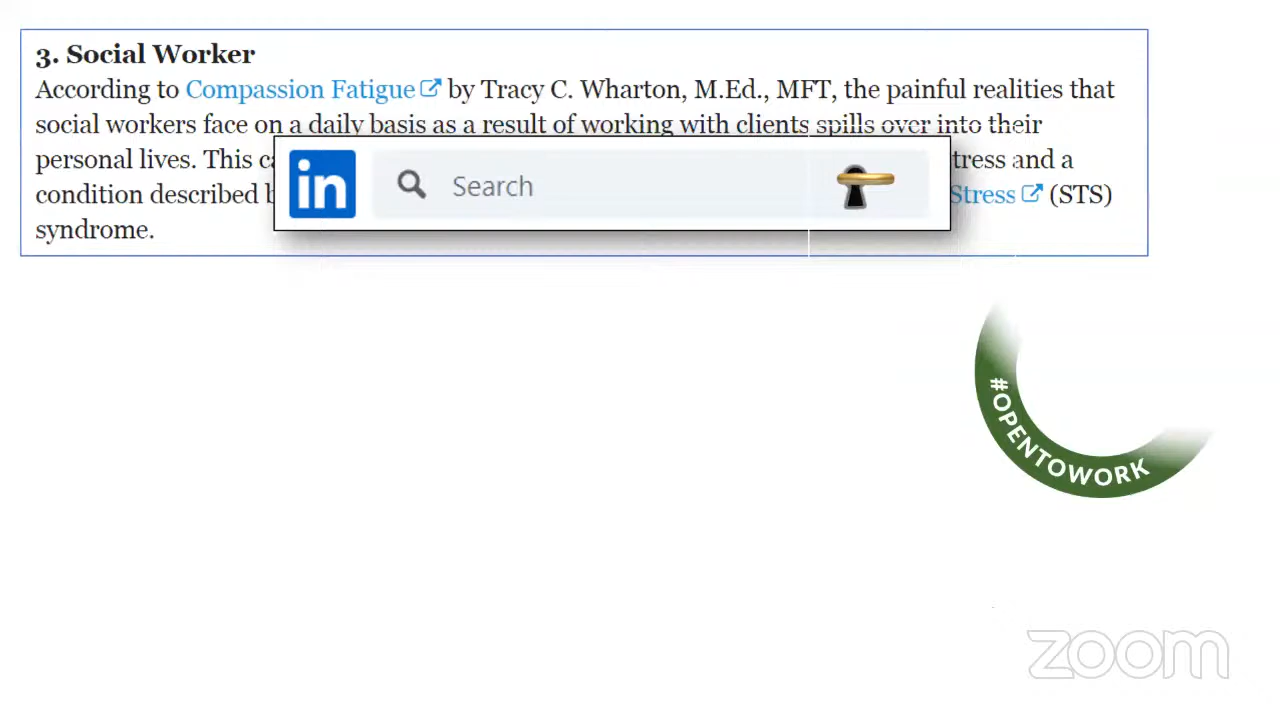 3. Social Worker
According to Compassion Fatigue by Tracy C. Wharton, M.Ed., MFT, the painful realities that
social workers face on a daily basis as a result of working with clients spills over into their
personal lives. This tress and a
condition described Stress (STS)
syndrome.
in Search
#OPENTOWORK
zoom